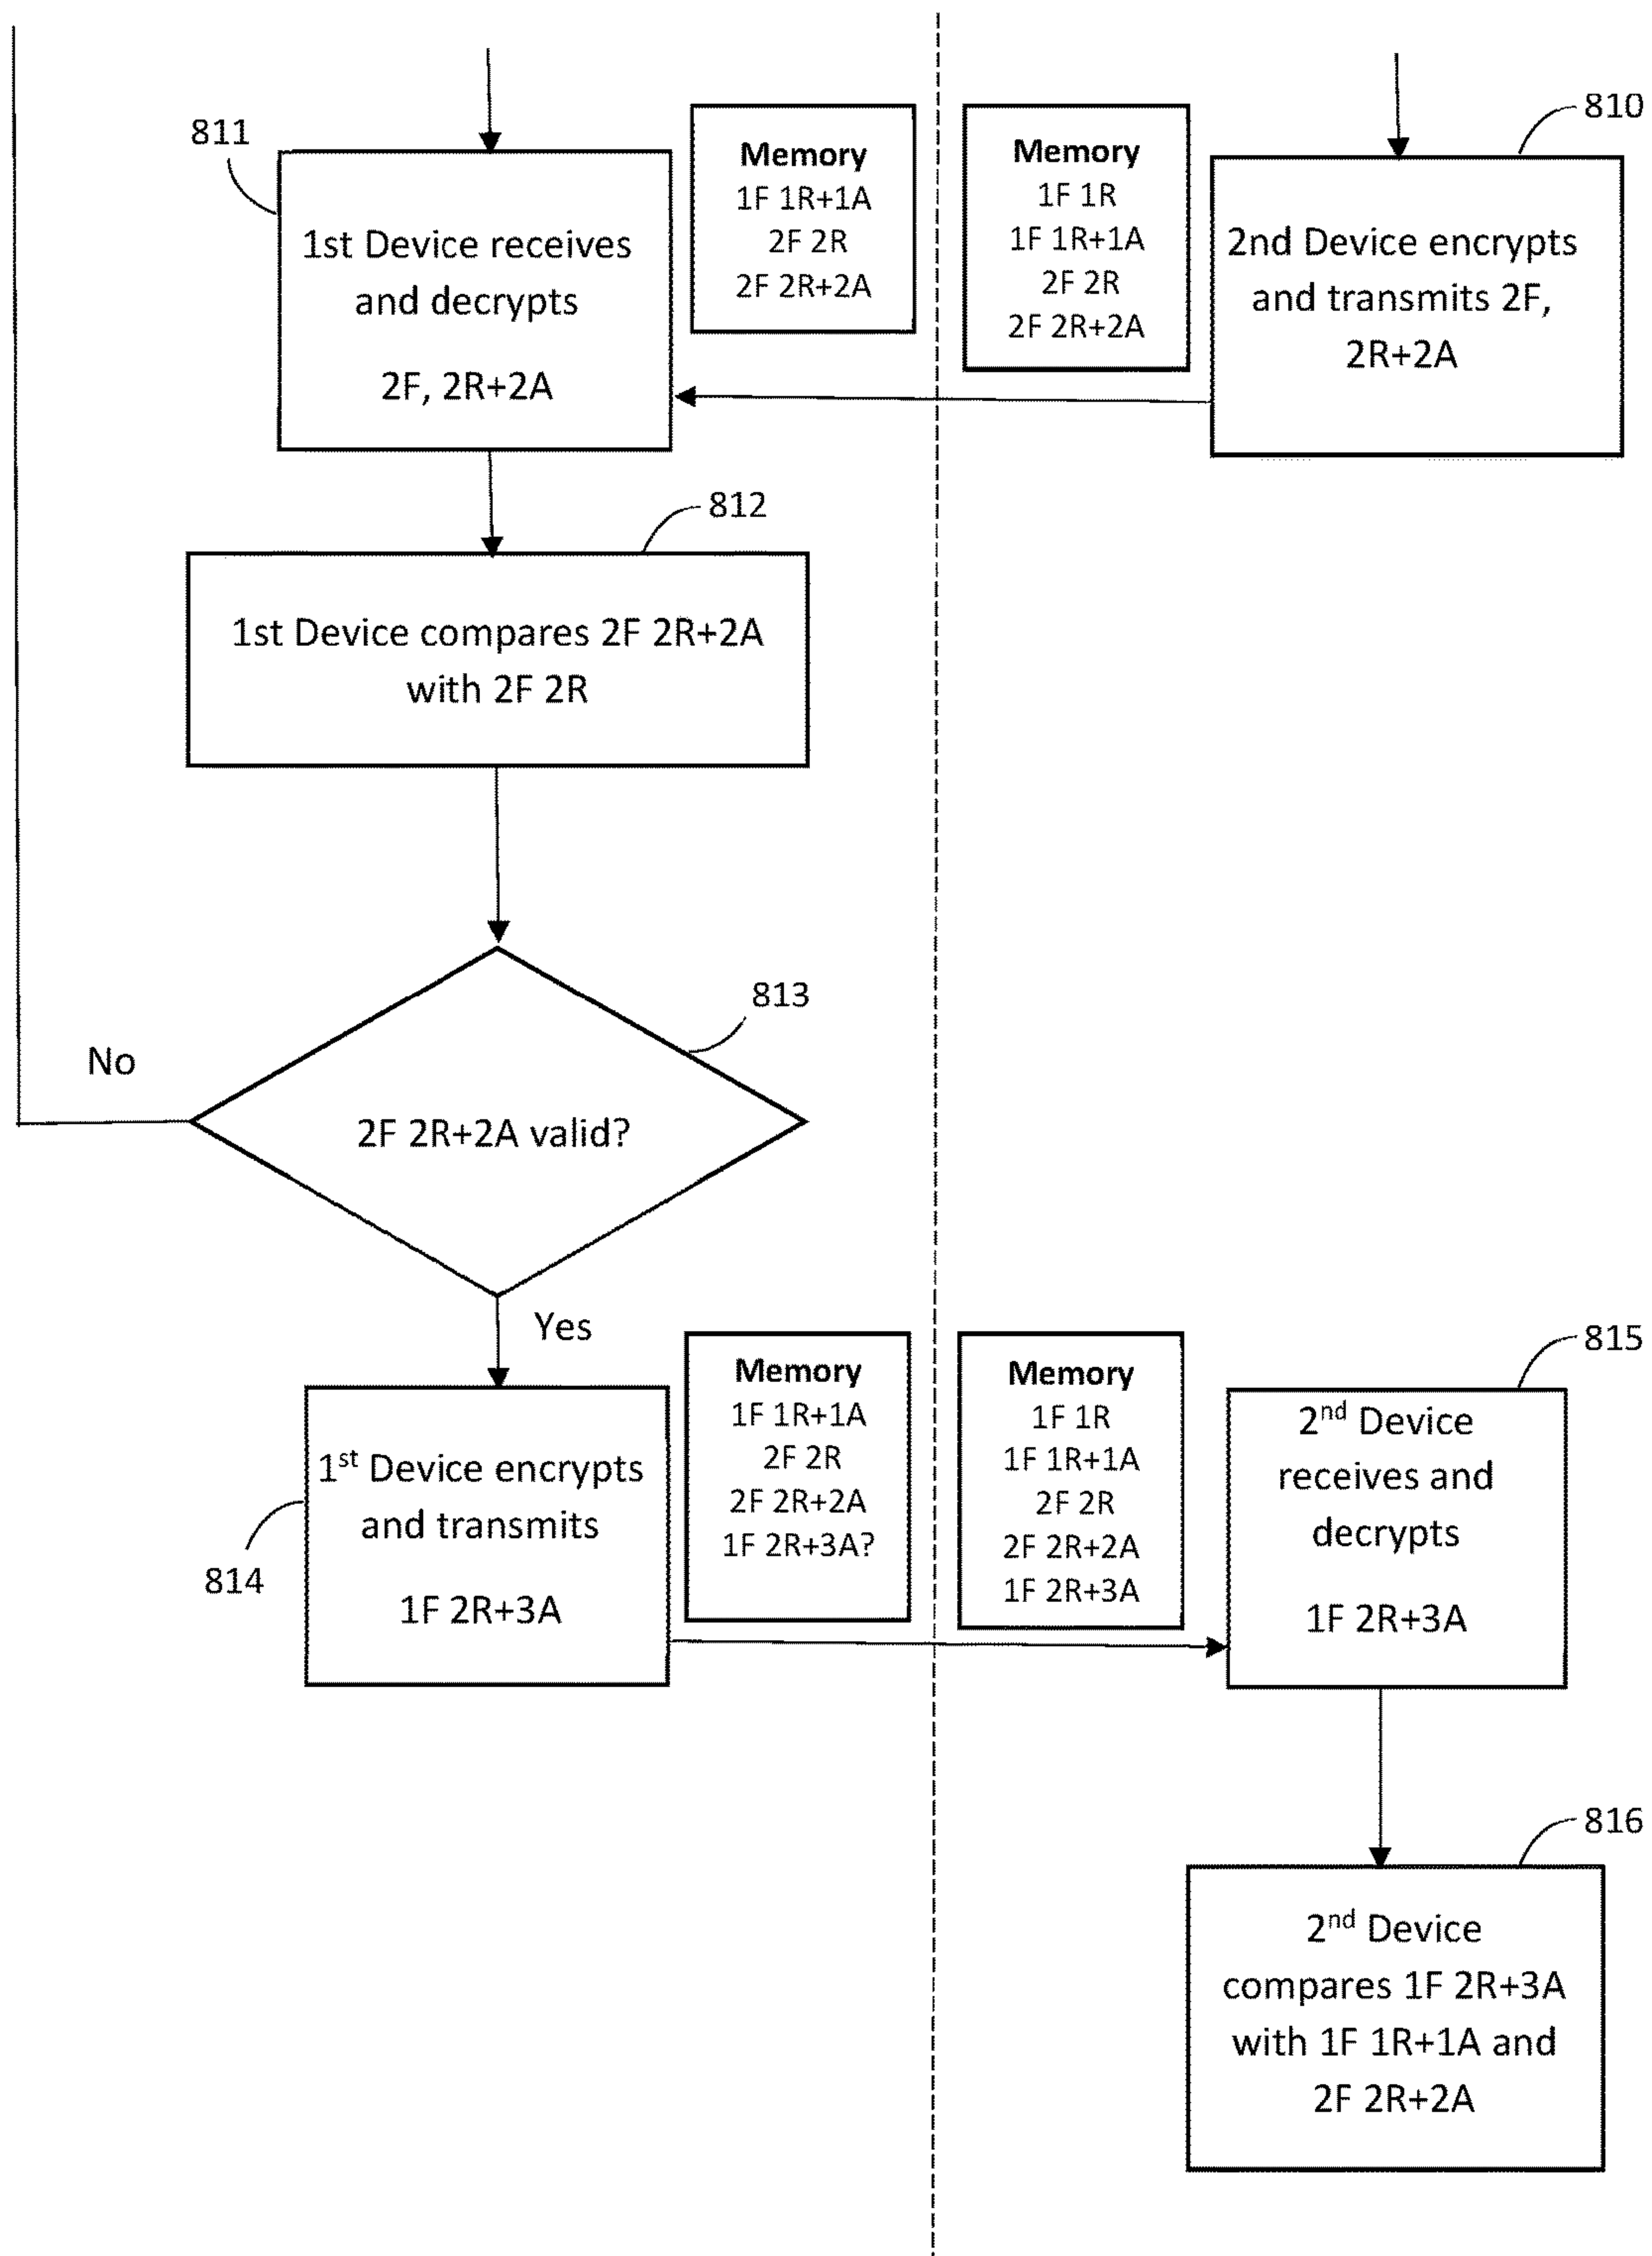 811
1st Device receives
and decrypts
2F, 2R+2A
Memory
1F 1R+1A
2F 2R
2F 2R+2A
Memory
1F 1R
1F 1R+1A
2F 2R
2F 2R+2A
810
2nd Device encrypts
and transmits 2F,
2R+2A
812
1st Device compares 2F 2R+2A
with 2F 2R
813
No
2F 2R+2A valid?
Yes
814
1st Device encrypts
and transmits
1F 2R+3A
Memory
1F 1R+1A
2F 2R
2F 2R+2A
1F 2R+3A?
Memory
1F 1R
1F 1R+1A
2F 2R
2F 2R+2A
1F 2R+3A
815
2nd Device
receives and
decrypts
1F 2R+3A
816
2nd Device
compares 1F 2R+3A
with 1F 1R+1A and
2F 2R+2A